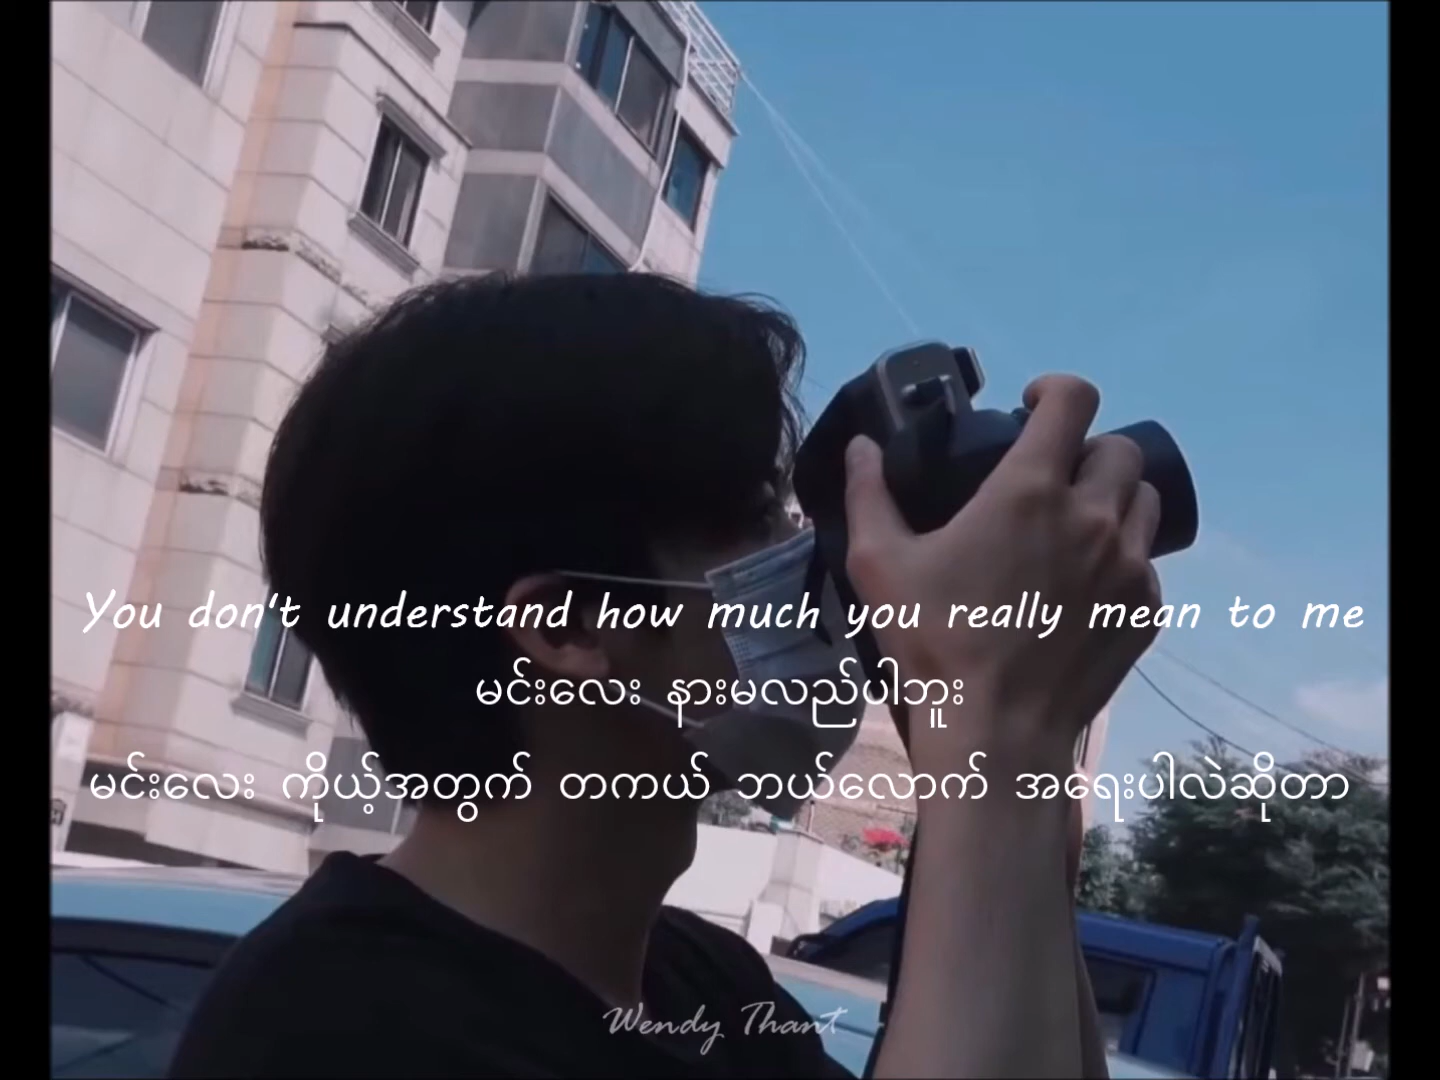 You don't understand how much you really mean to me
မင်းလေး နားမလည်ပါဘူး
မင်းလေး ကိုယ့်အတွက် တကယ် ဘယ်လောက် အရေးပါလဲဆိုတာ
Wendy Thant